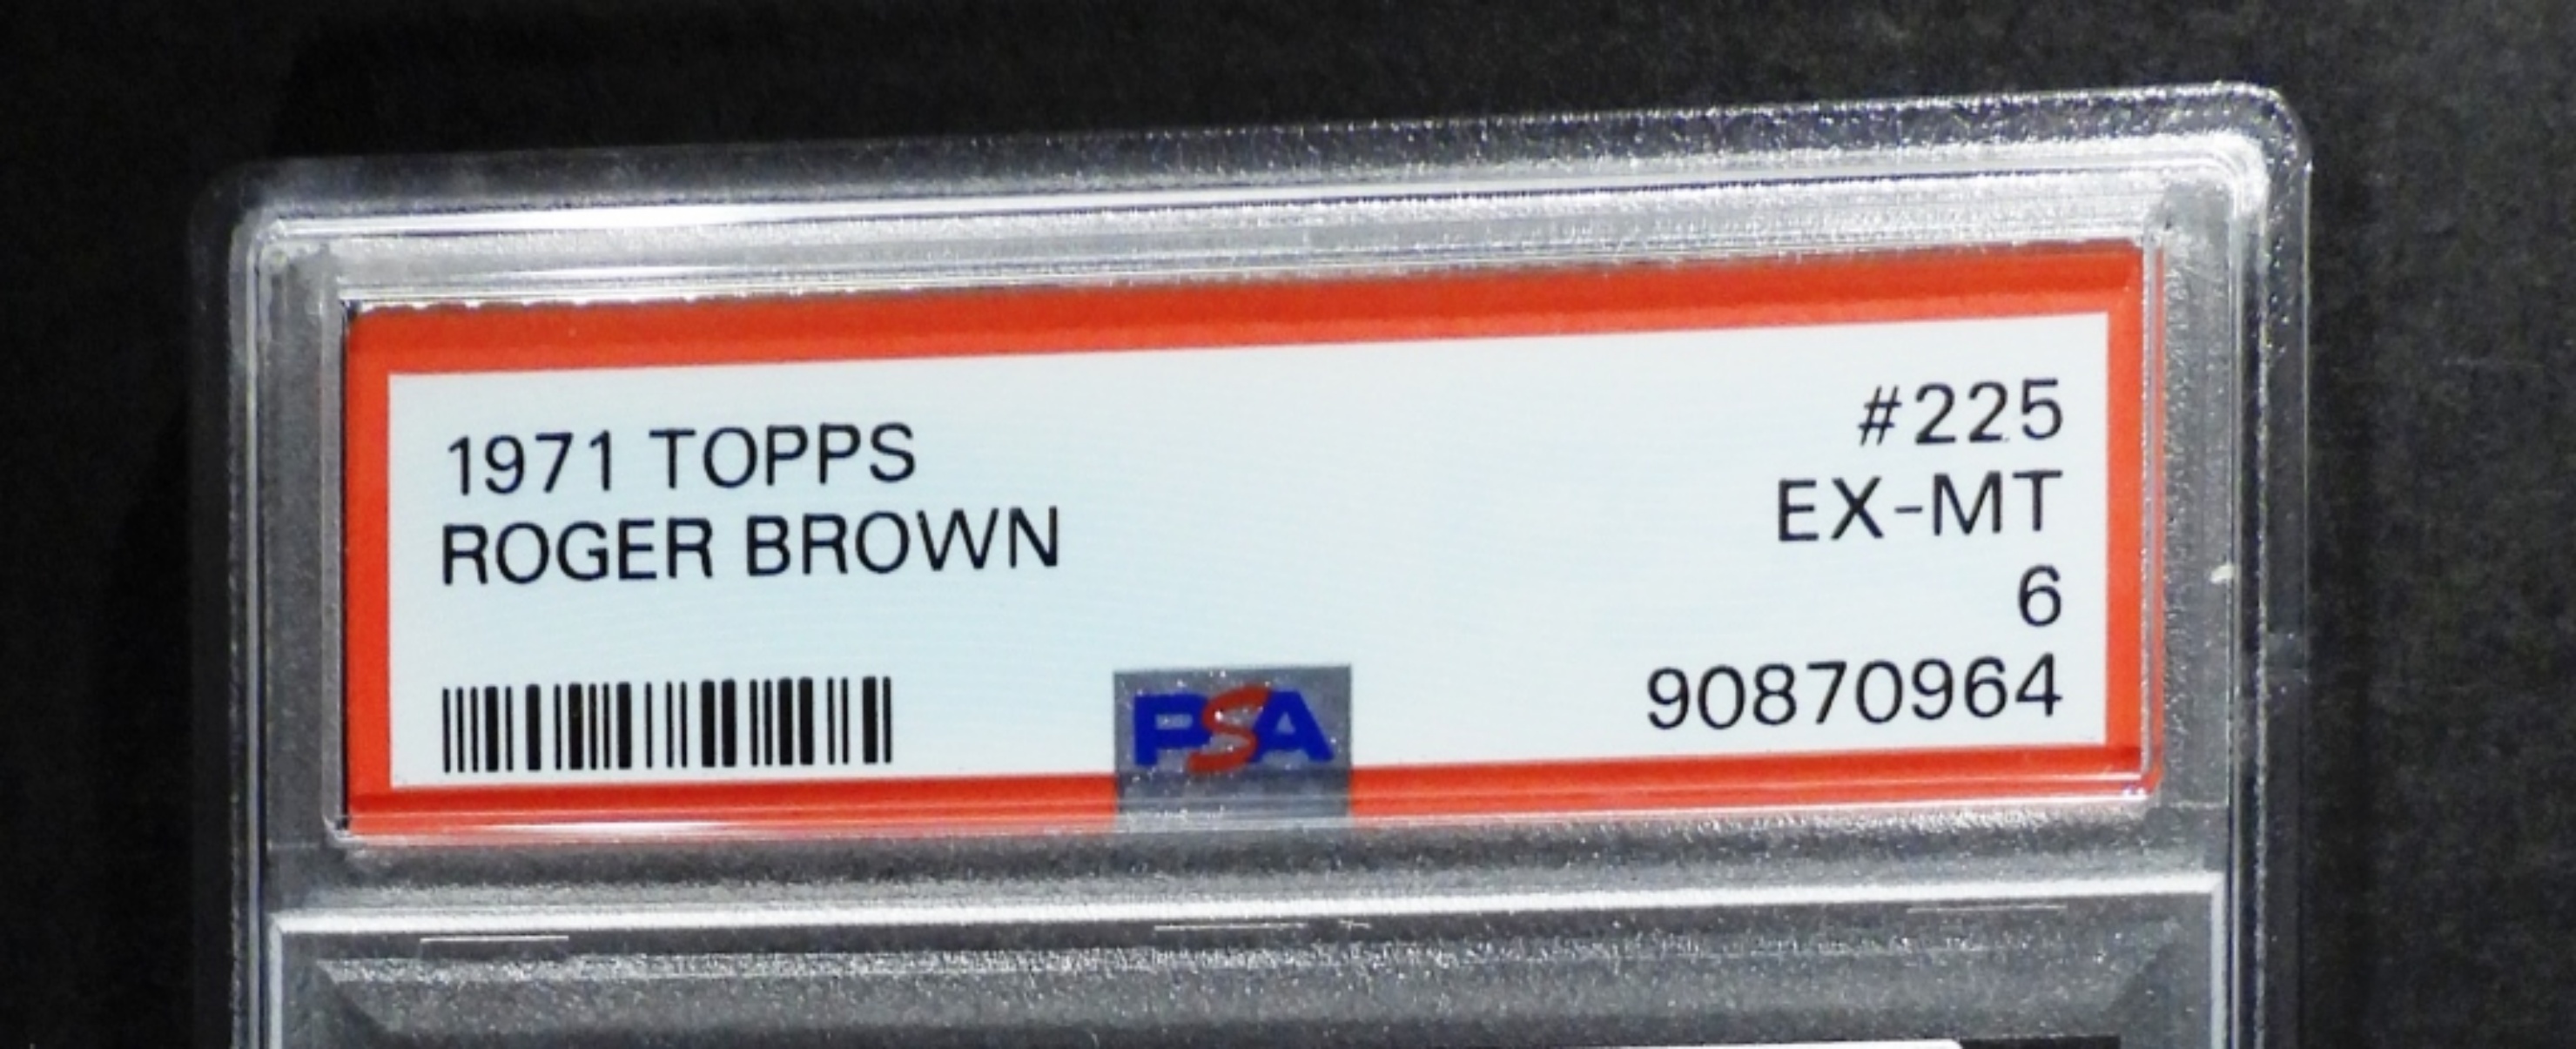 1971 TOPPS
ROGER BROWN
#225
EX-MT
6
90870964
PSA